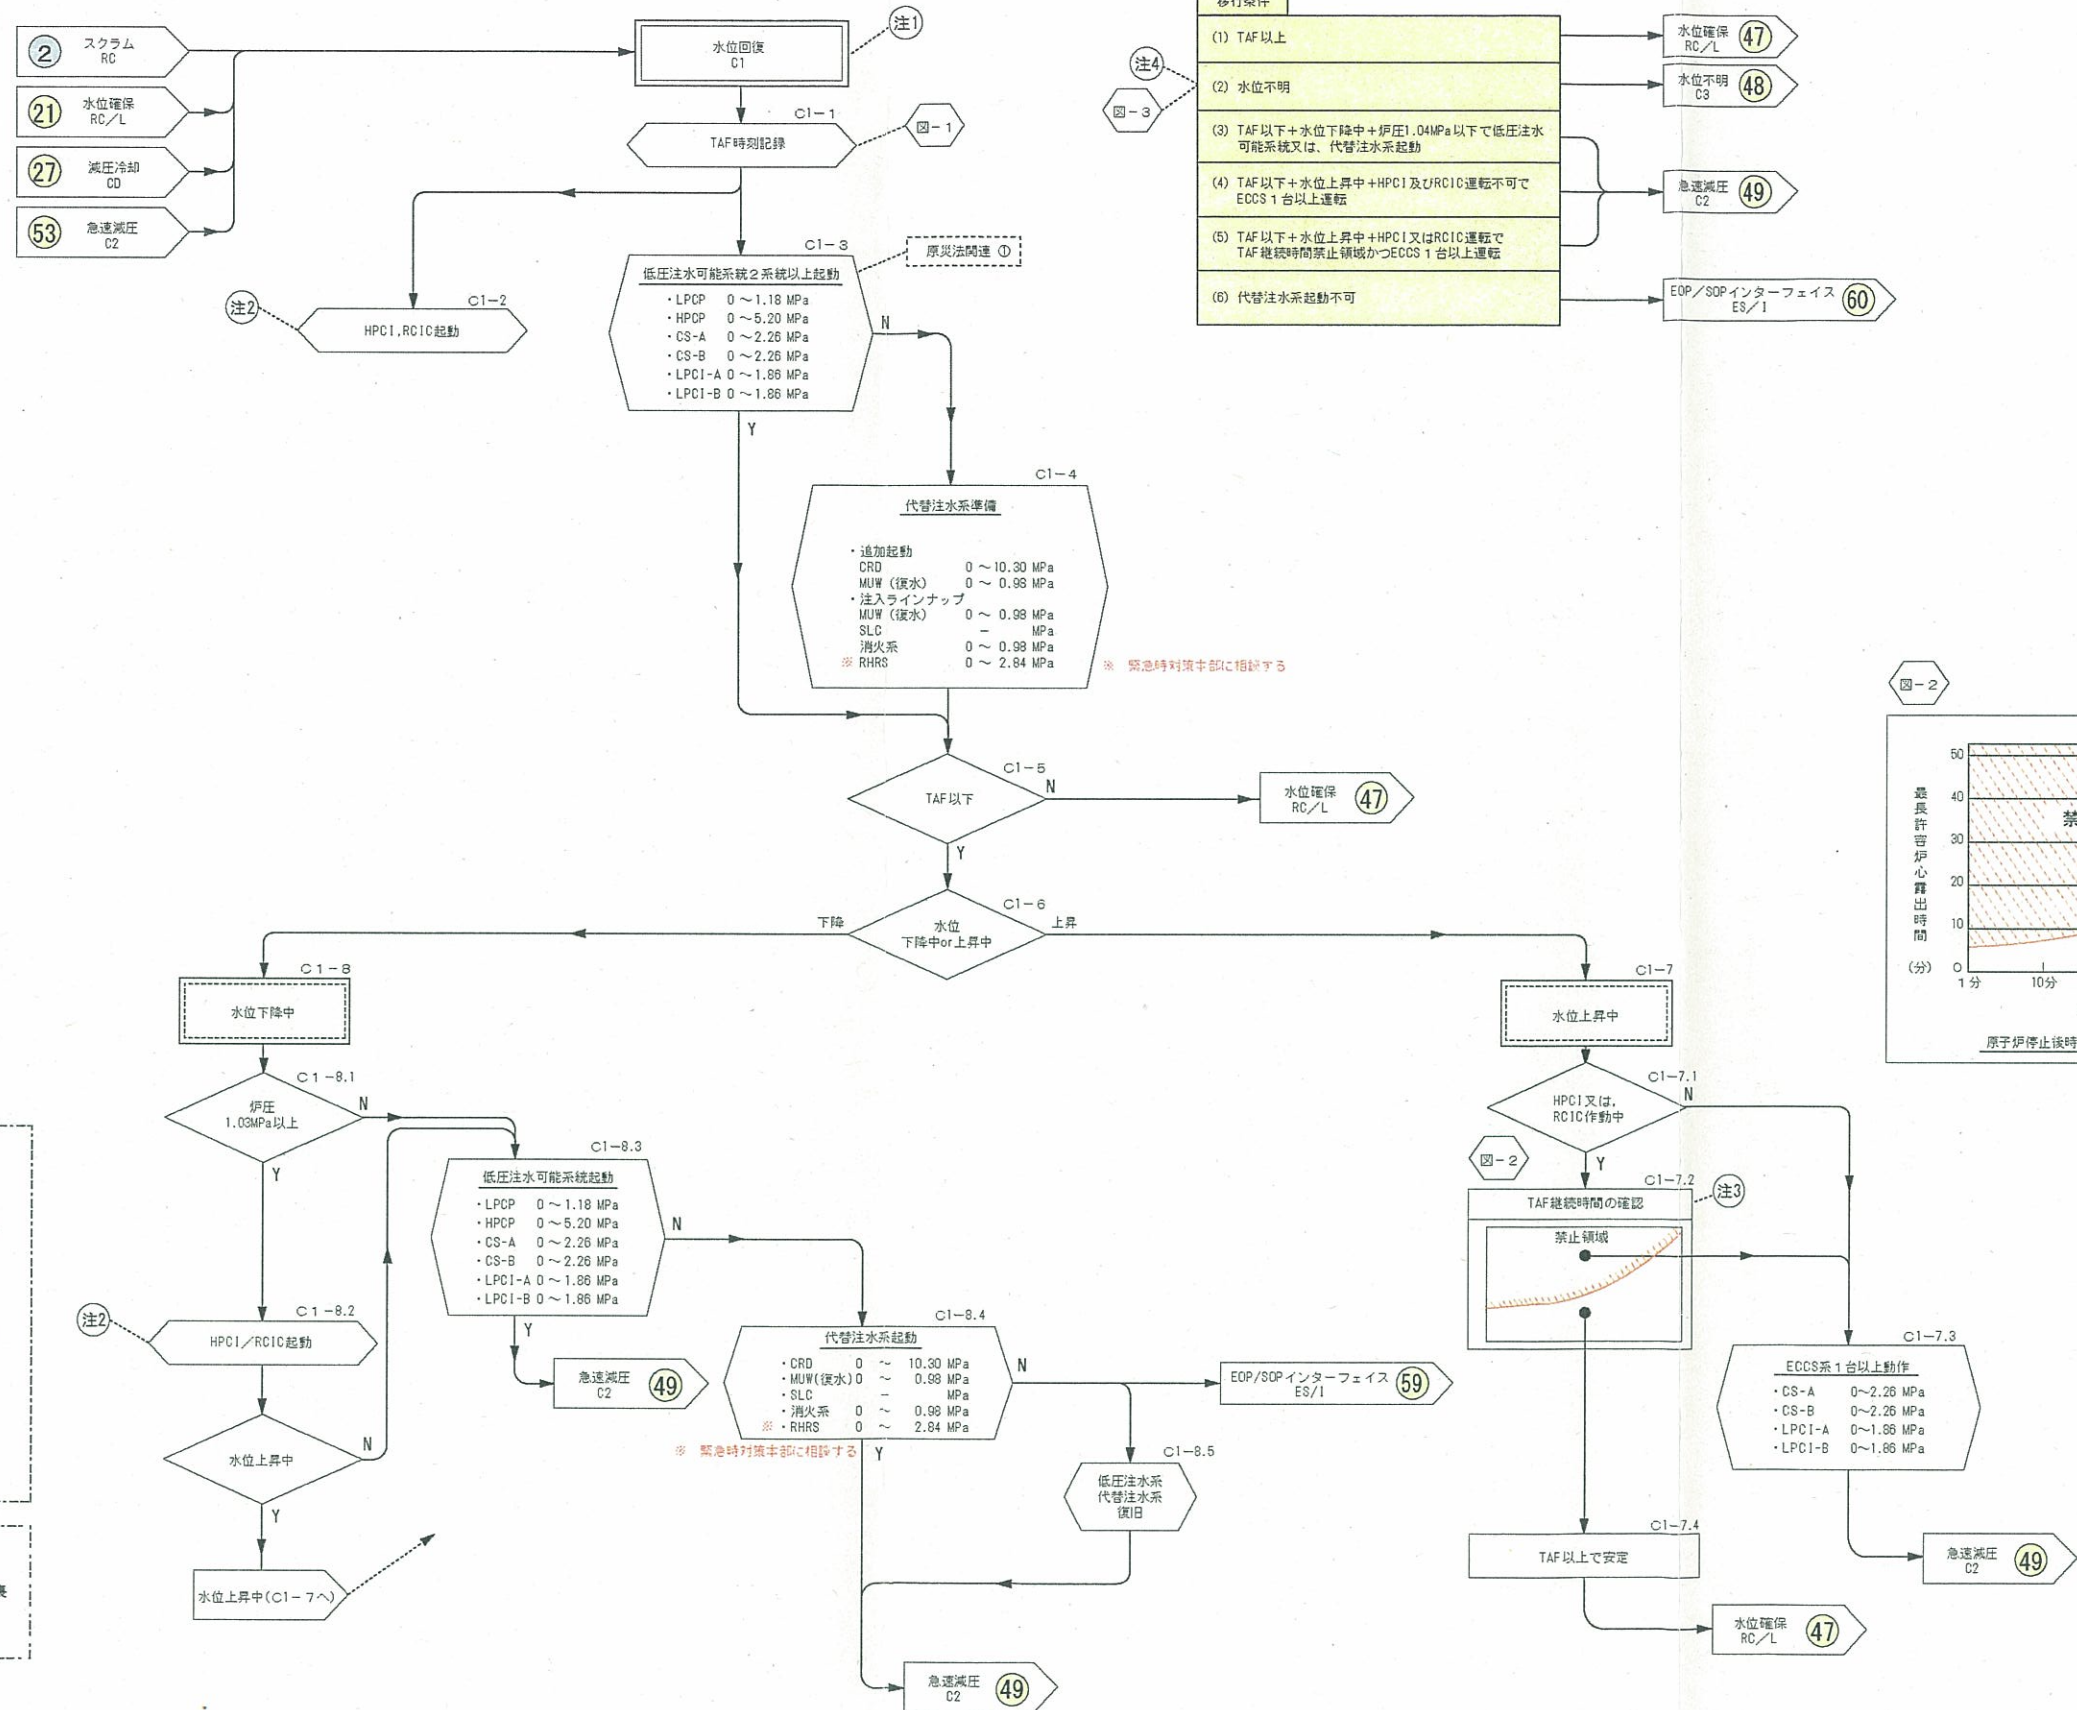 移行条件
② スクラム
RC
㉑ 水位確保
RC/L
㉗ 減圧冷却
CD
53 急速減圧
C2
水位回復
C1
注1
C1-1
TAF時刻記録
図-1
C1-2
HPCI,RCIC起動
注2
C1-3
低圧注水可能系統2系統以上起動
・LPCP 0~1.18 MPa
・HPCP 0~5.20 MPa
・CS-A 0~2.26 MPa
・CS-B 0~2.26 MPa
・LPCI-A 0~1.86 MPa
・LPCI-B 0~1.86 MPa
原災法関連 ①
N
Y
注4
図-3
(1) TAF以上
(2) 水位不明
(3) TAF以下+水位下降中+炉圧1.04MPa以下で低圧注水
可能系統又は、代替注水系起動
(4) TAF以下+水位上昇中+HPCI及びRCIC運転不可で
ECCS1台以上運転
(5) TAF以下+水位上昇中+HPCI又はRCIC運転で
TAF継続時間禁止領域かつECCS1台以上運転
(6) 代替注水系起動不可
水位確保
RC/L 47
水位不明
C3 48
急速減圧
C2 49
EOP/SOPインターフェイス
ES/I 60
C1-4
代替注水系準備
・追加起動
CRD 0~10.30 MPa
MUW(復水) 0~0.98 MPa
・注入ラインナップ
MUW(復水) 0~0.98 MPa
SLC - MPa
消火系 0~0.98 MPa
※ RHRS 0~2.84 MPa
※ 緊急時対策本部に相談する
C1-5
TAF以下
N
Y
水位確保
RC/L 47
C1-6
水位
下降中or上昇中
下降
上昇
C1-8
水位下降中
C1-8.1
炉圧
1.03MPa以上
N
Y
C1-8.2
HPCI/RCIC起動
注2
水位上昇中
N
Y
水位上昇中(C1-7へ)
C1-8.3
低圧注水可能系統起動
・LPCP 0~1.18 MPa
・HPCP 0~5.20 MPa
・CS-A 0~2.26 MPa
・CS-B 0~2.26 MPa
・LPCI-A 0~1.86 MPa
・LPCI-B 0~1.86 MPa
N
Y
急速減圧
C2 49
C1-8.4
代替注水系起動
・CRD 0 ~ 10.30 MPa
・MUW(復水) 0 ~ 0.98 MPa
・SLC - MPa
・消火系 0 ~ 0.98 MPa
※ ・RHRS 0 ~ 2.84 MPa
※ 緊急時対策本部に相談する
N
Y
EOP/SOPインターフェイス
ES/I 59
C1-8.5
低圧注水系
代替注水系
復旧
急速減圧
C2 49
C1-7
水位上昇中
C1-7.1
HPCI又は,
RCIC作動中
N
Y
図-2
C1-7.2
注3
TAF継続時間の確認
禁止領域
C1-7.3
ECCS系1台以上動作
・CS-A 0~2.26 MPa
・CS-B 0~2.26 MPa
・LPCI-A 0~1.86 MPa
・LPCI-B 0~1.86 MPa
急速減圧
C2 49
C1-7.4
TAF以上で安定
水位確保
RC/L 47
図-2
最長許容炉心露出時間
(分)
50
40
30
20
10
0
禁
1分 10分
原子炉停止後時